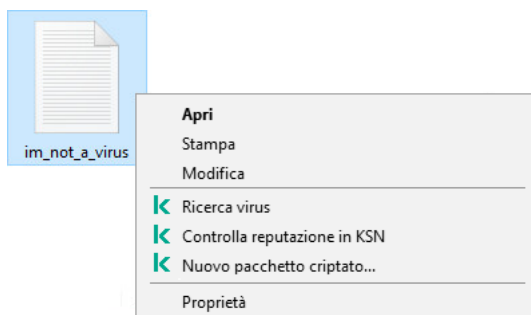 im_not_a_virus
Apri
Stampa
Modifica
Ricerca virus
Controlla reputazione in KSN
Nuovo pacchetto criptato...
Proprietà